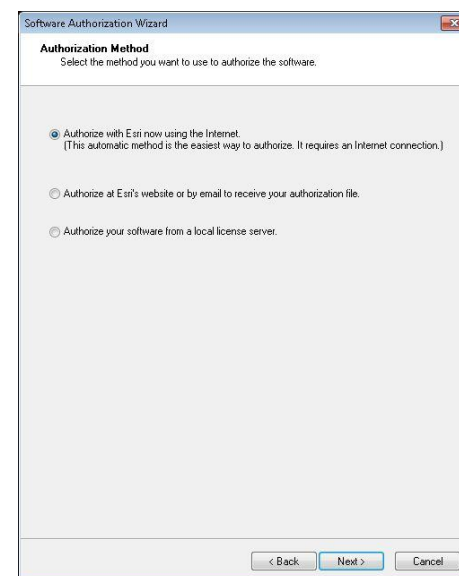 Software Authorization Wizard
Authorization Method
Select the method you want to use to authorize the software.
Authorize with Esri now using the Internet.
(This automatic method is the easiest way to authorize. It requires an Internet connection.)
Authorize at Esri's website or by email to receive your authorization file.
Authorize your software from a local license server.
< Back Next > Cancel